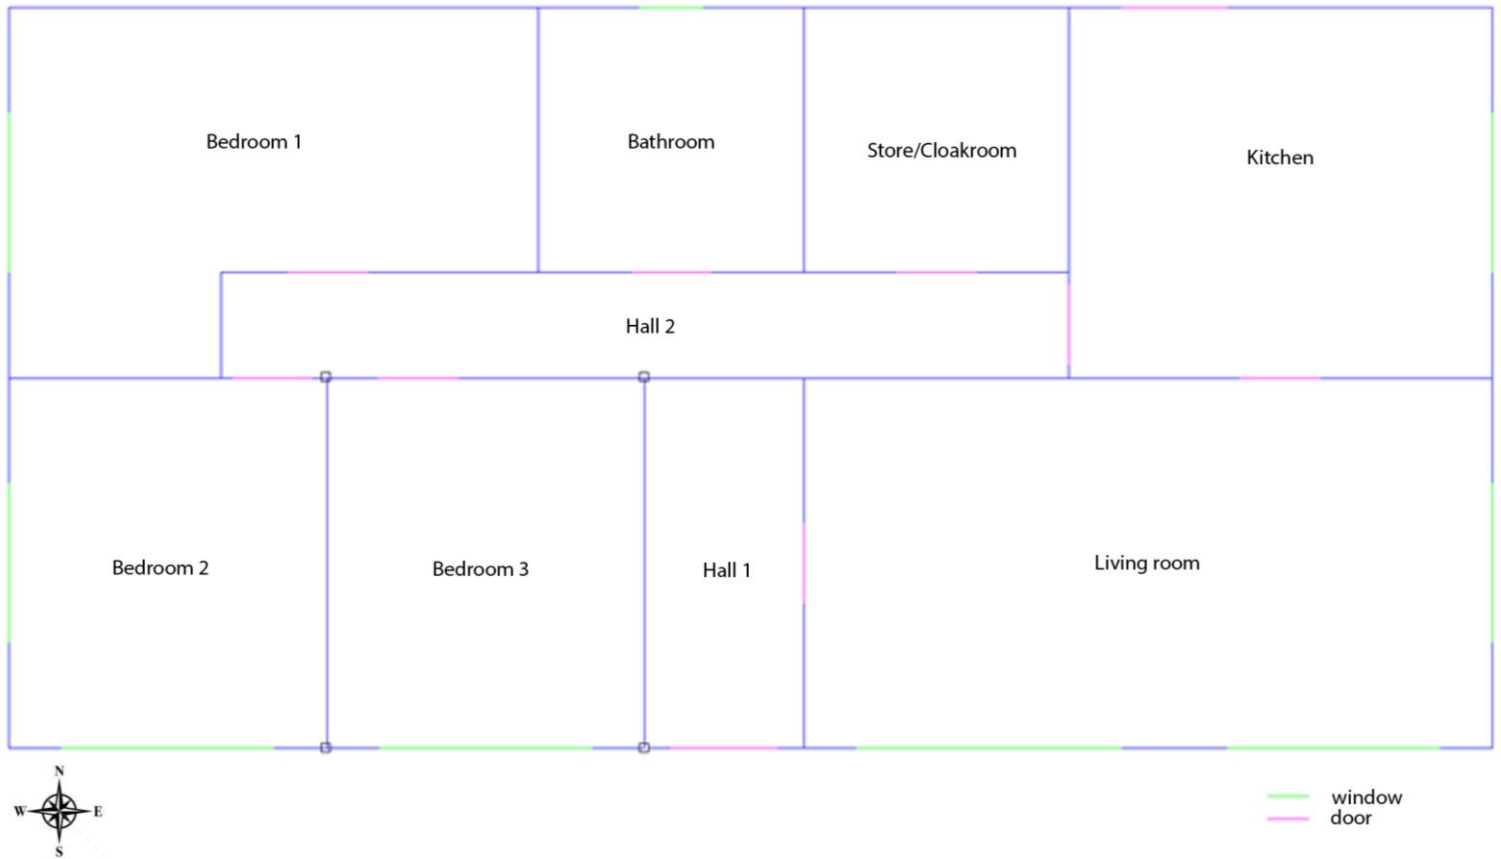 Bedroom 1
Bathroom
Store/Cloakroom
Kitchen
Hall 2
Bedroom 2
Bedroom 3
Hall 1
Living room
N
W E
S
window
door